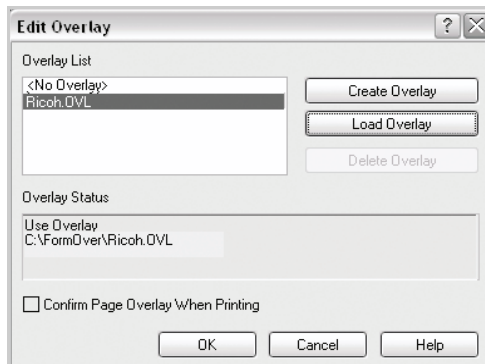 Edit Overlay
Overlay List
<No Overlay>
Ricoh.OVL
Create Overlay
Load Overlay
Delete Overlay
Overlay Status
Use Overlay
C:\FormOver\Ricoh.OVL
Confirm Page Overlay When Printing
OK Cancel Help